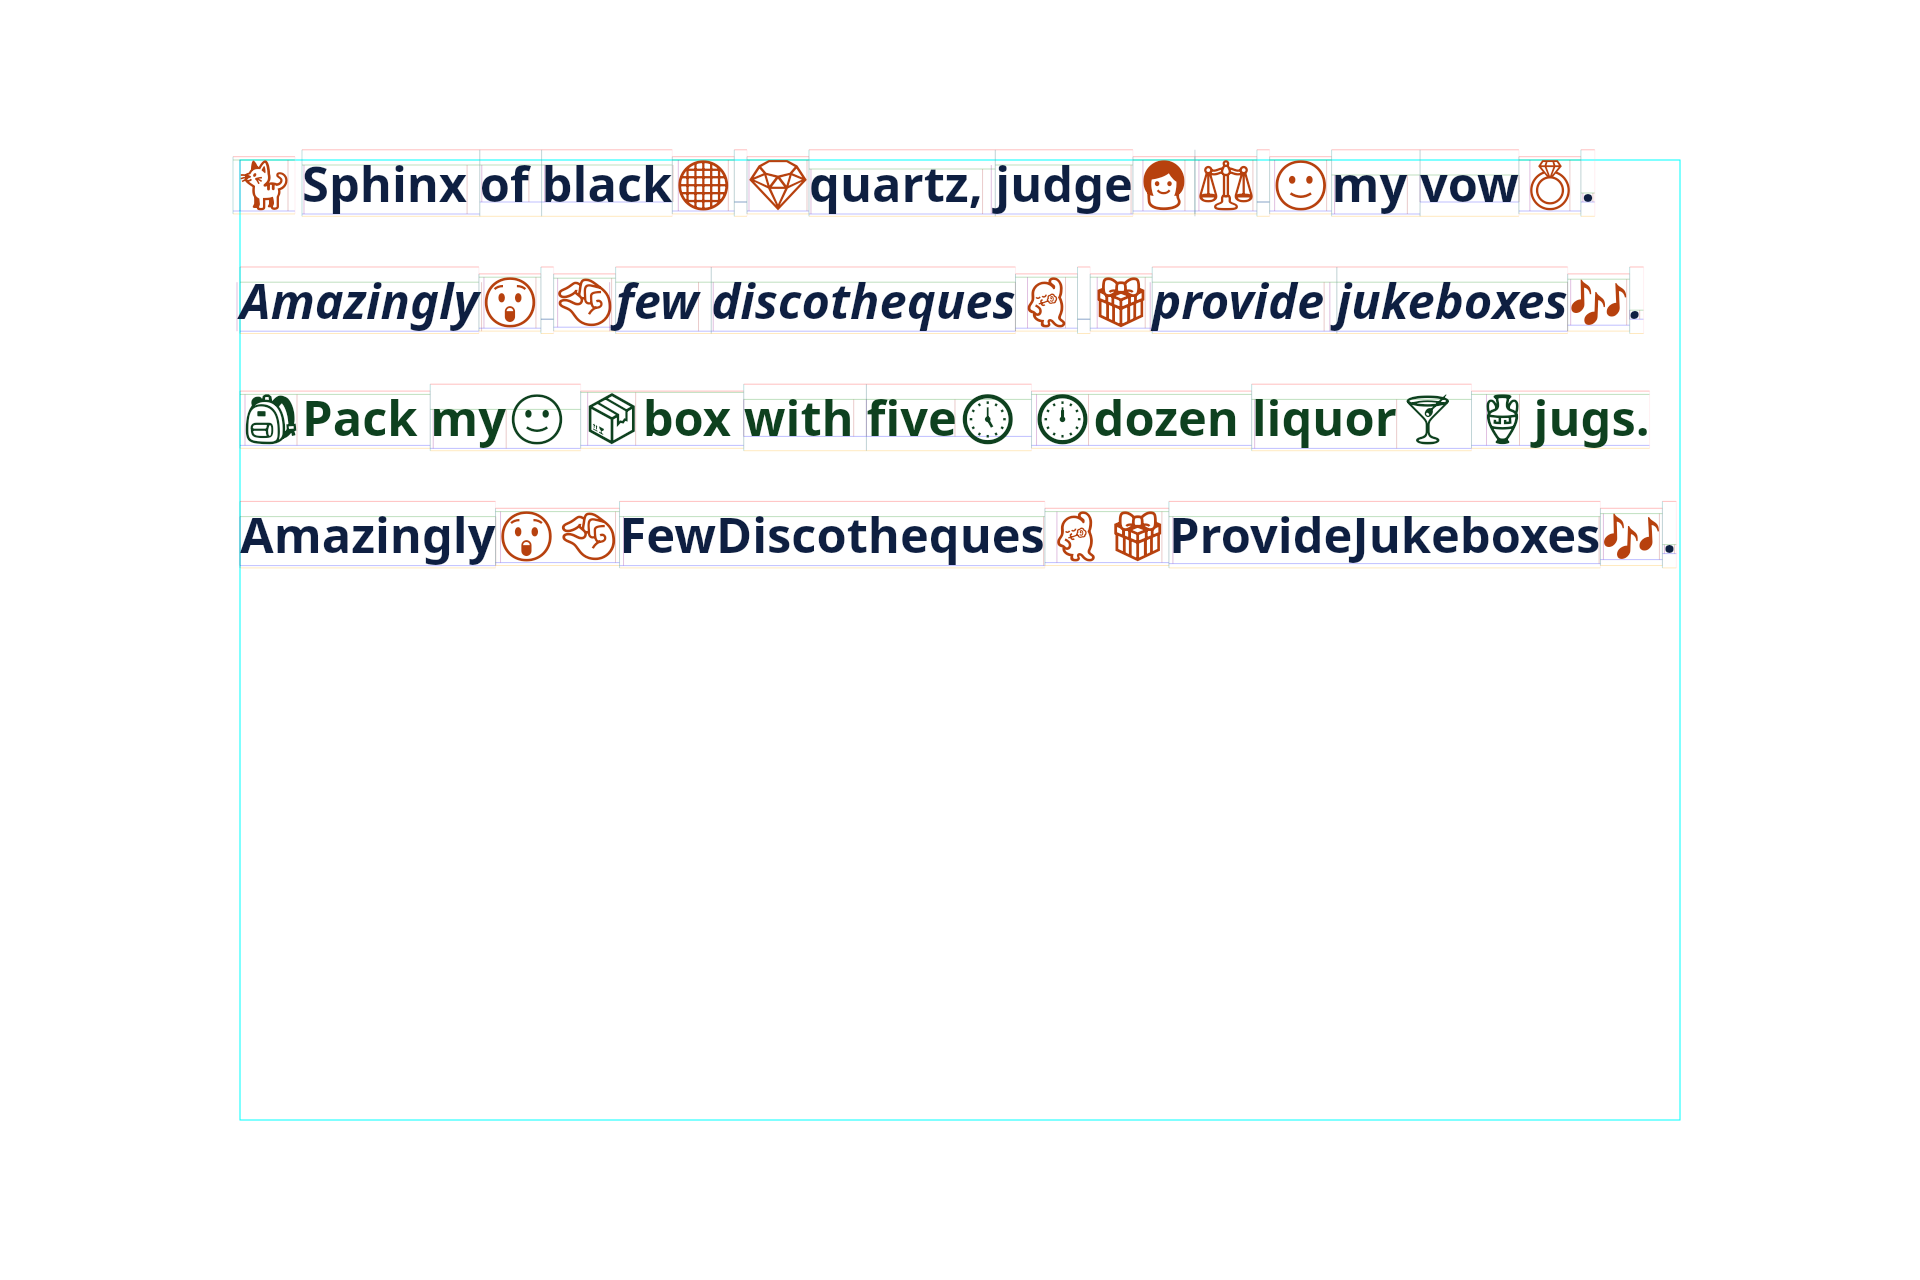 🐈 Sphinx of black🌐 💎quartz, judge👩⚖ 🙂my vow💍.
Amazingly😲 🤏few discotheques🪩 🎁provide jukeboxes🎶.
🎒Pack my🙂 📦box with five🕔 🕛dozen liquor🍸 🏺jugs.
Amazingly😲🤏FewDiscotheques🪩🎁ProvideJukeboxes🎶.